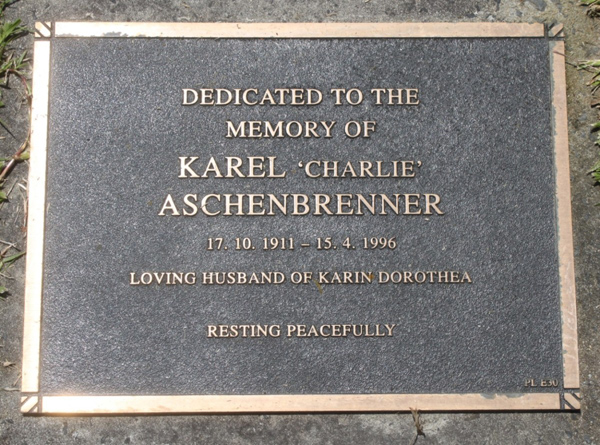 DEDICATED TO THE
MEMORY OF
KAREL ‘CHARLIE’
ASCHENBRENNER
17. 10. 1911 – 15. 4. 1996
LOVING HUSBAND OF KARIN DOROTHEA
RESTING PEACEFULLY
PL E30